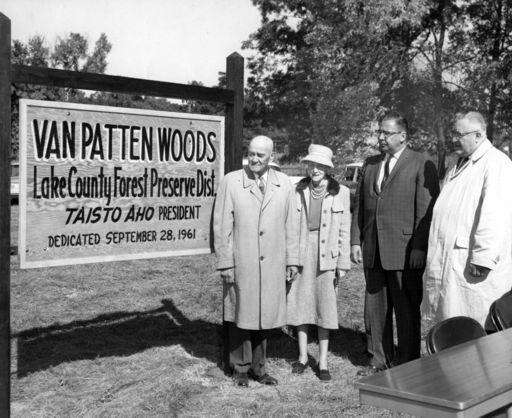 VAN PATTEN WOODS
Lake County Forest Preserve Dist.
TAISTO AHO PRESIDENT
DEDICATED SEPTEMBER 28, 1961